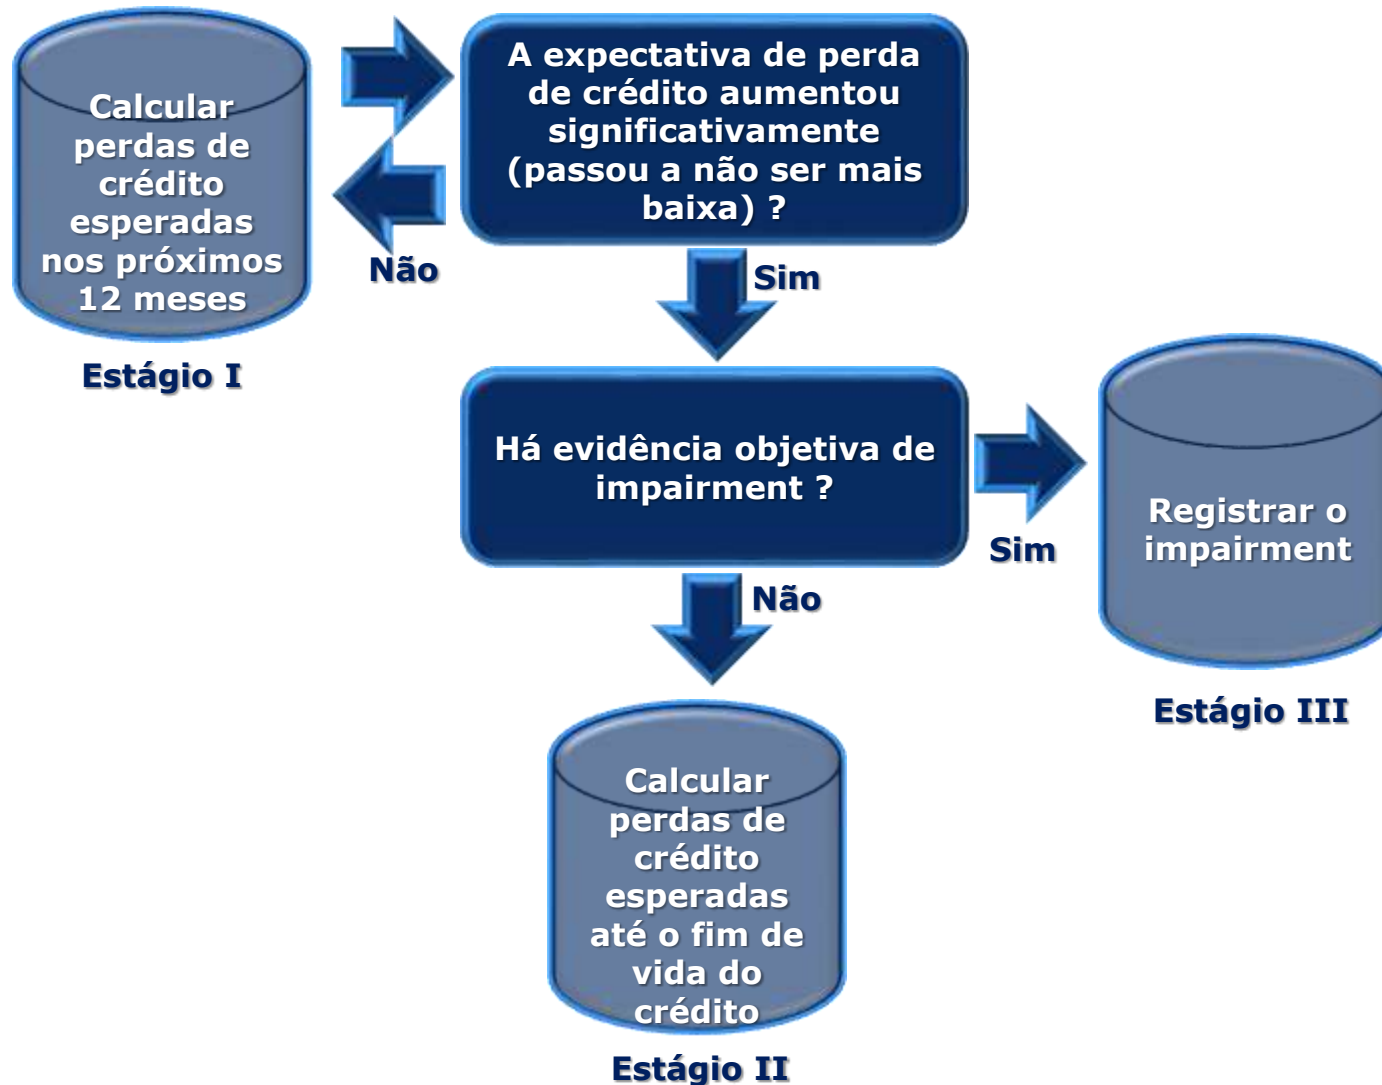 Calcular
perdas de
crédito
esperadas
nos próximos
12 meses
Estágio I
A expectativa de perda
de crédito aumentou
significativamente
(passou a não ser mais
baixa) ?
Não
Sim
Há evidência objetiva de
impairment ?
Sim
Registrar o
impairment
Estágio III
Não
Calcular
perdas de
crédito
esperadas
até o fim de
vida do
crédito
Estágio II